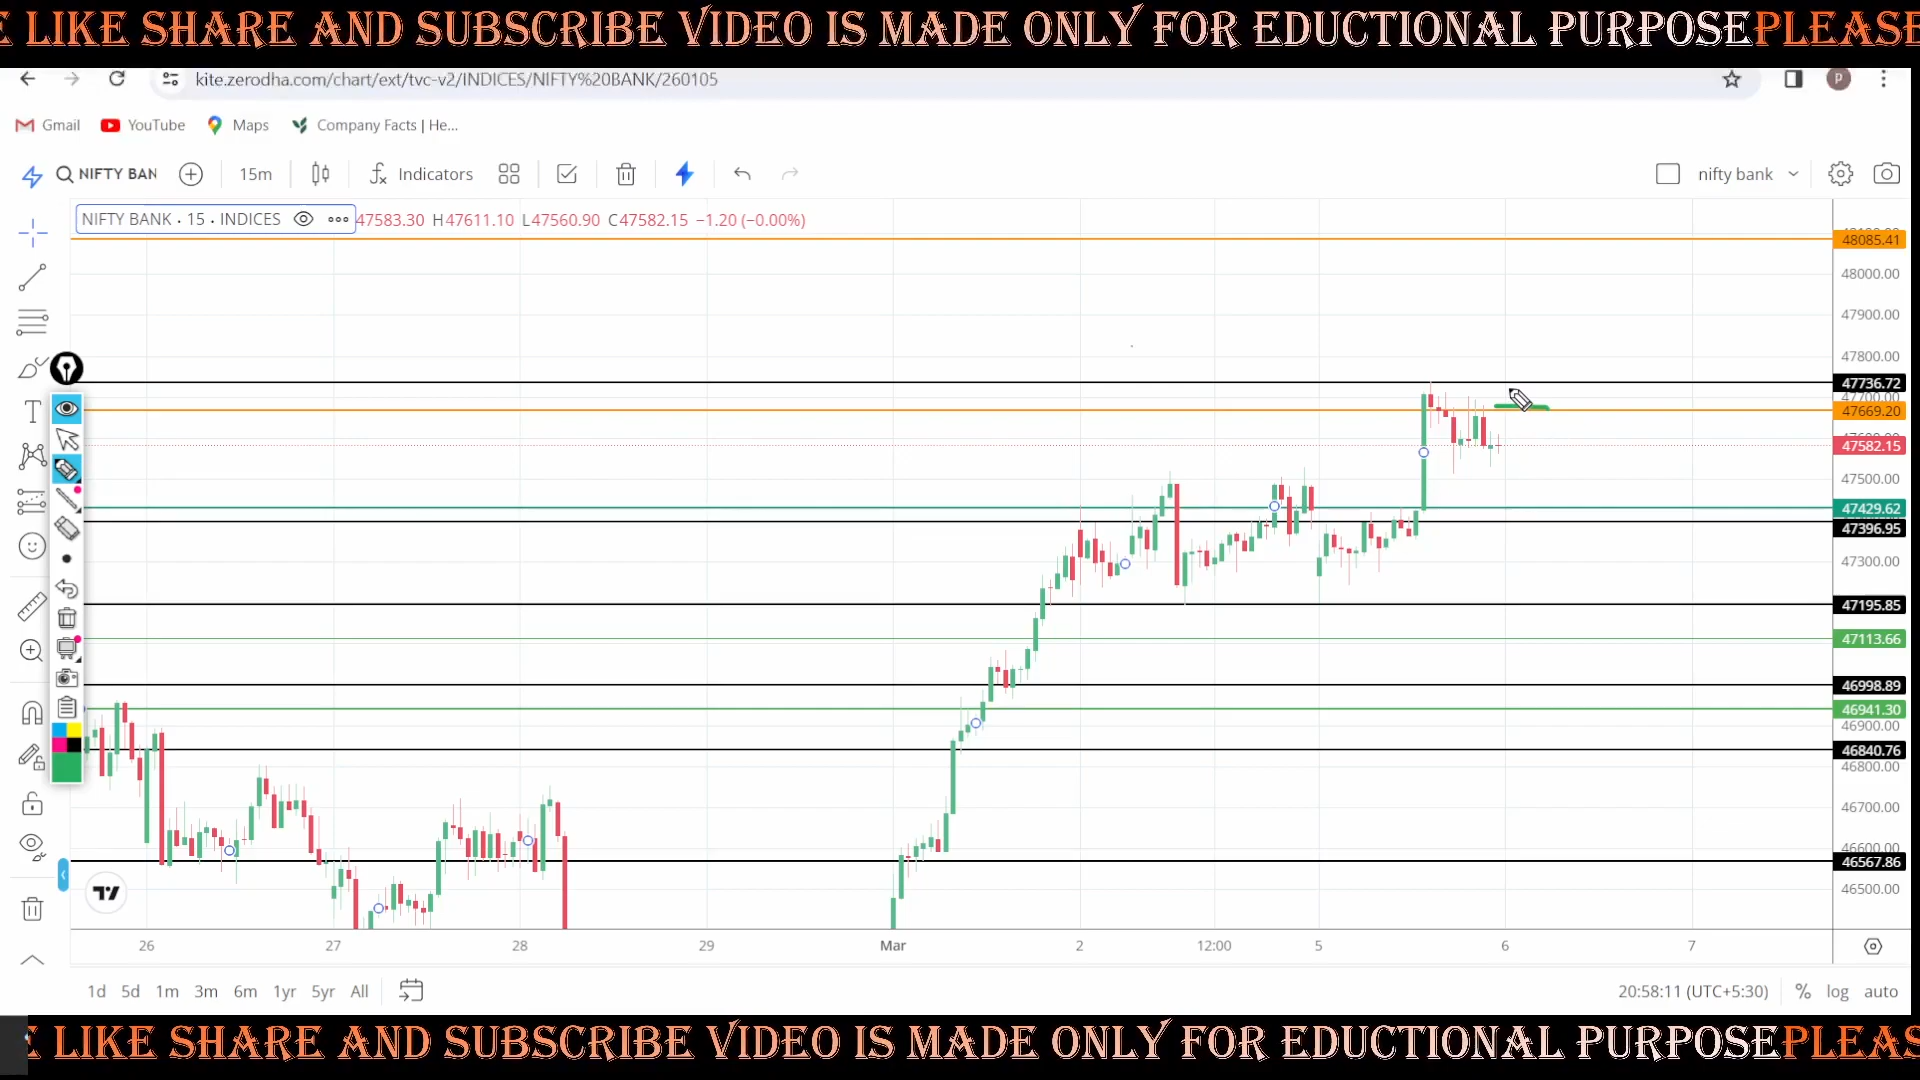 E LIKE SHARE AND SUBSCRIBE VIDEO IS MADE ONLY FOR EDUCTIONAL PURPOSEPLEASE
kite.zerodha.com/chart/ext/tvc-v2/INDICES/NIFTY%20BANK/260105
P
Gmail YouTube Maps Company Facts | He...
NIFTY BAN 15m Indicators nifty bank
NIFTY BANK · 15 · INDICES 47583.30 H47611.10 L47560.90 C47582.15 −1.20 (−0.00%)
48085.41
48000.00
47900.00
47800.00
47736.72
47700.00
47669.20
47582.15
47500.00
47429.62
47396.95
47300.00
47195.85
47113.66
46998.89
46941.30
46900.00
46840.76
46800.00
46700.00
46600.00
46567.86
46500.00
26 27 28 29 Mar 2 12:00 5 6 7
1d 5d 1m 3m 6m 1yr 5yr All 20:58:11 (UTC+5:30) % log auto
E LIKE SHARE AND SUBSCRIBE VIDEO IS MADE ONLY FOR EDUCTIONAL PURPOSEPLEAS